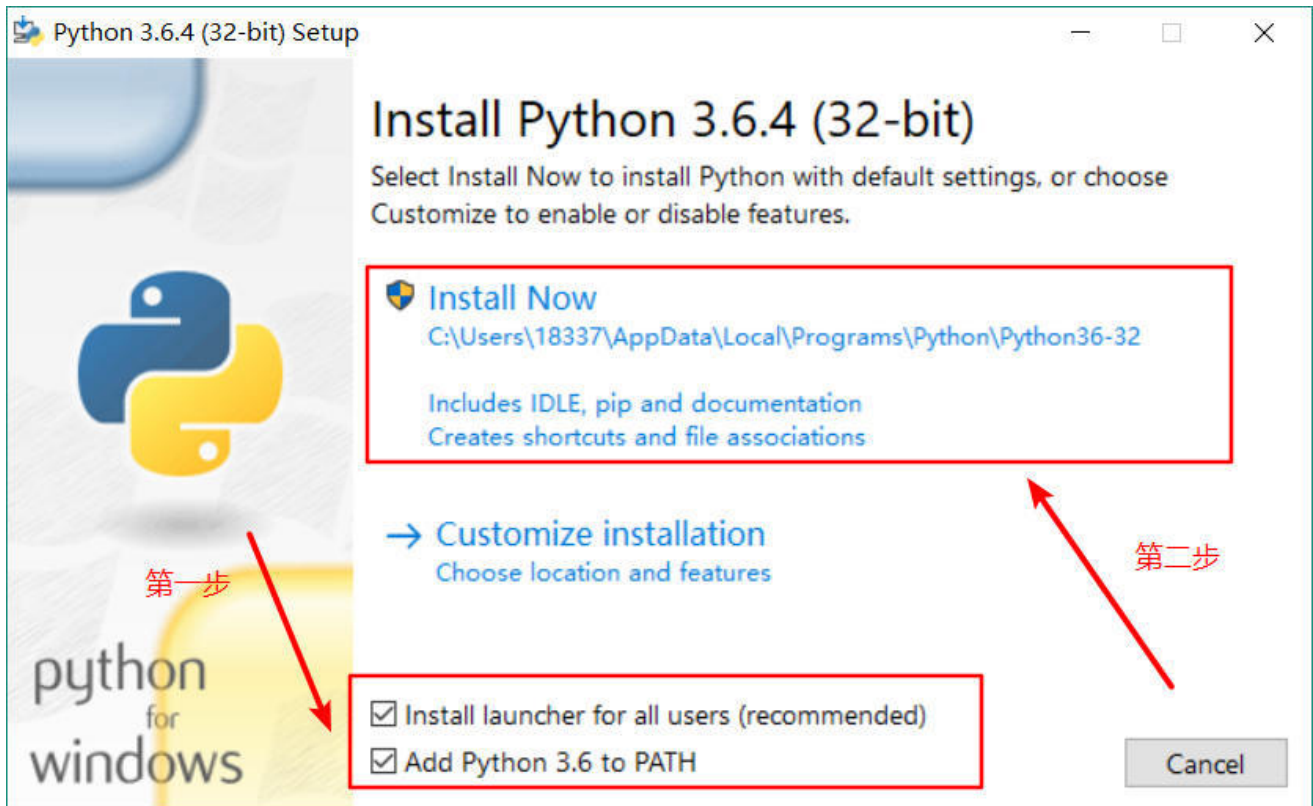 Python 3.6.4 (32-bit) Setup
Install Python 3.6.4 (32-bit)
Select Install Now to install Python with default settings, or choose
Customize to enable or disable features.
Install Now
C:\Users\18337\AppData\Local\Programs\Python\Python36-32
Includes IDLE, pip and documentation
Creates shortcuts and file associations
Customize installation
Choose location and features
第一步
第二步
python
for
windows
Install launcher for all users (recommended)
Add Python 3.6 to PATH
Cancel